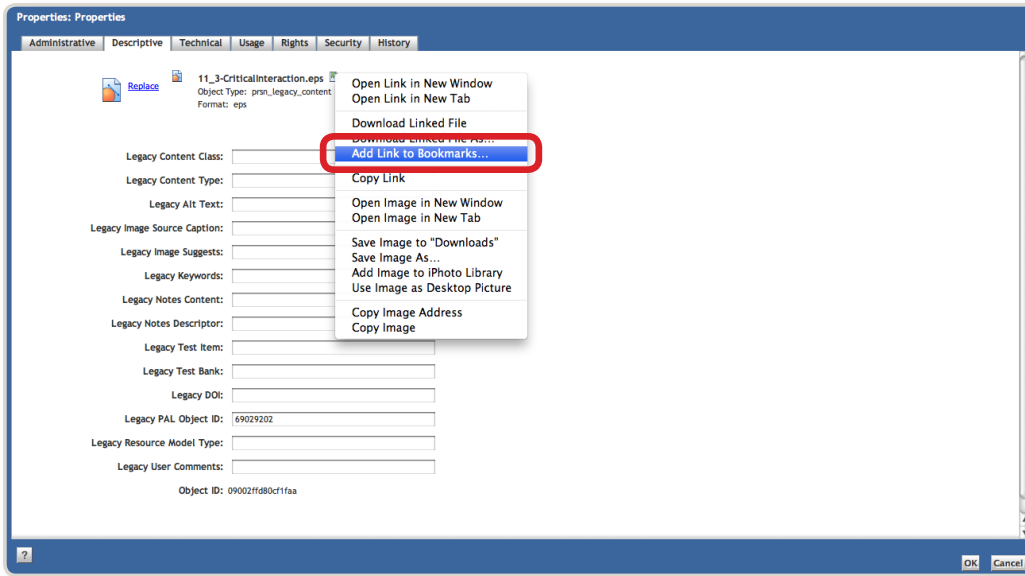 Properties: Properties
Administrative Descriptive Technical Usage Rights Security History
Replace
11_3-CriticalInteraction.eps
Object Type: prsn_legacy_content
Format: eps
Open Link in New Window
Open Link in New Tab
Download Linked File
Download Linked File As...
Add Link to Bookmarks...
Copy Link
Open Image in New Window
Open Image in New Tab
Save Image to “Downloads”
Save Image As...
Add Image to iPhoto Library
Use Image as Desktop Picture
Copy Image Address
Copy Image
Legacy Content Class:
Legacy Content Type:
Legacy Alt Text:
Legacy Image Source Caption:
Legacy Image Suggests:
Legacy Keywords:
Legacy Notes Content:
Legacy Notes Descriptor:
Legacy Test Item:
Legacy Test Bank:
Legacy DOI:
Legacy PAL Object ID: 69029202
Legacy Resource Model Type:
Legacy User Comments:
Object ID: 09002ffd80cf1faa
?
OK Cancel